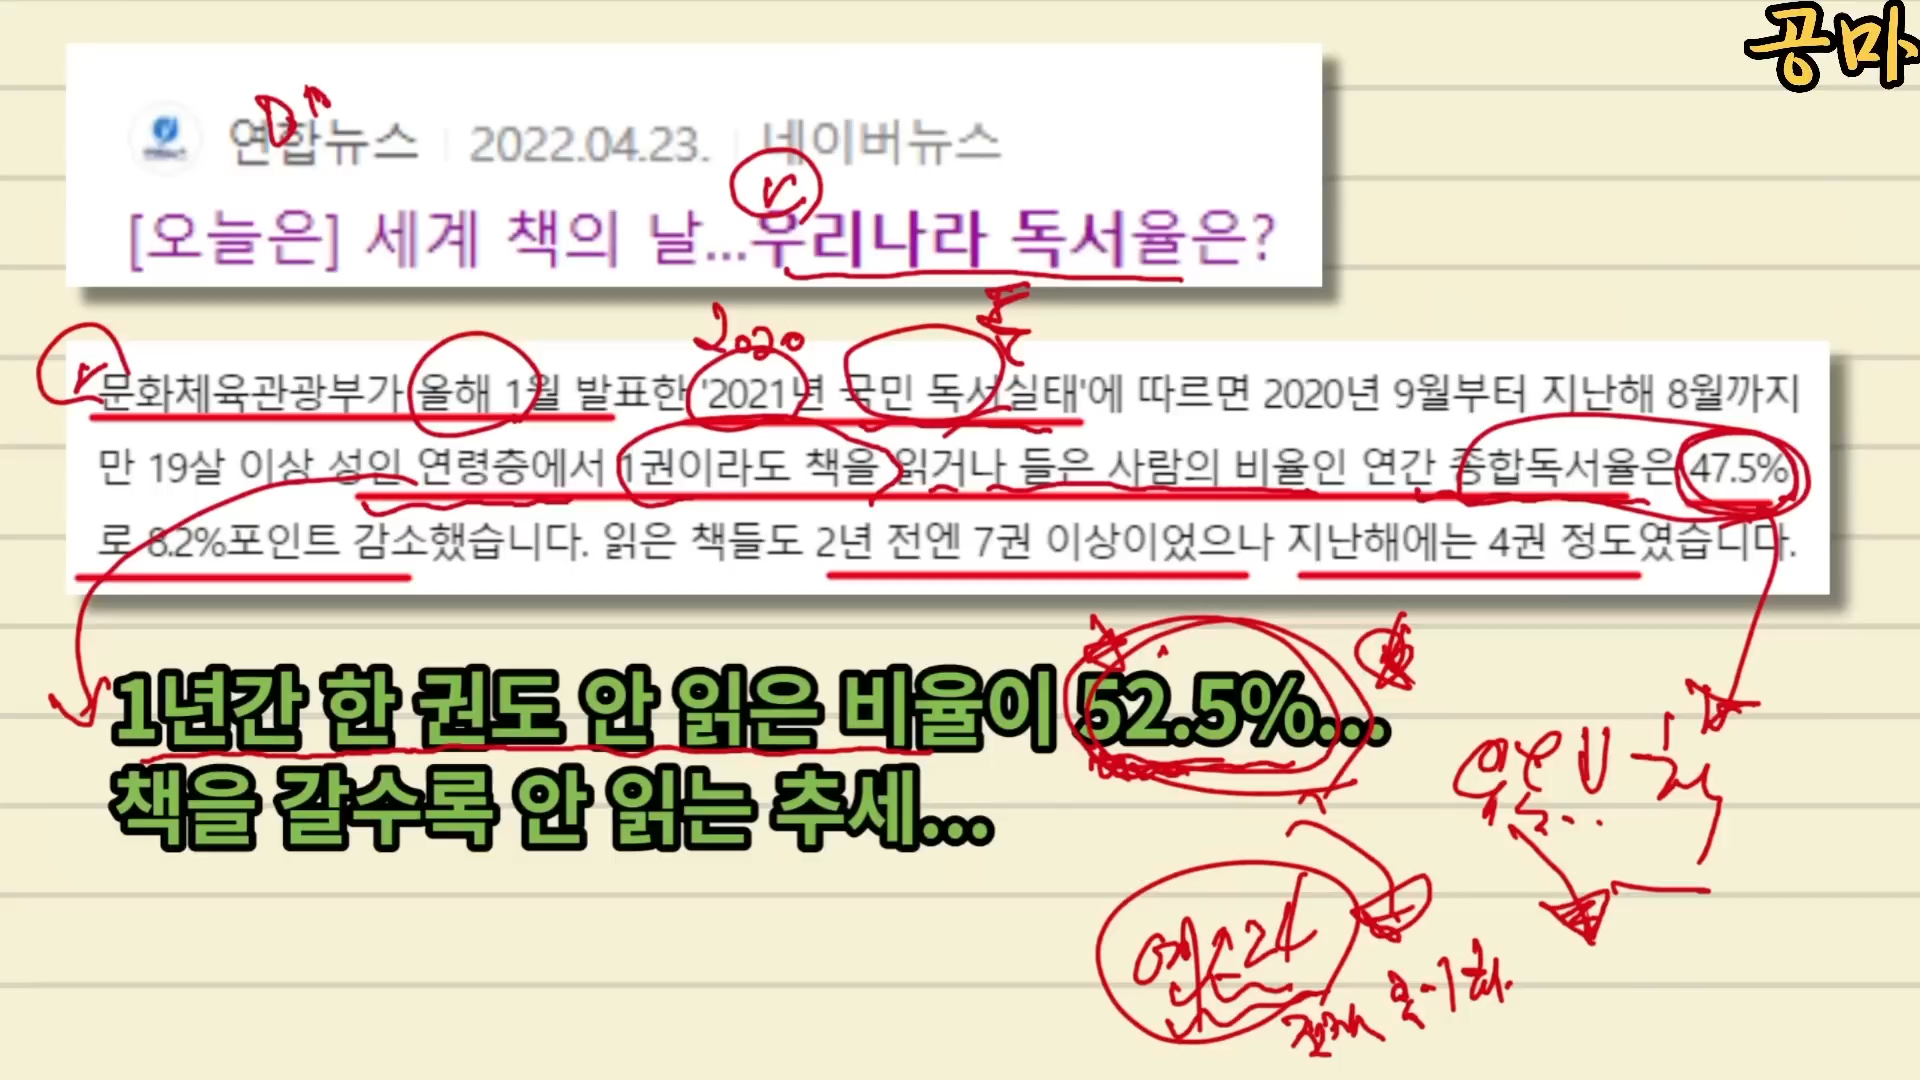 공마
연합뉴스 2022.04.23. 네이버뉴스
[오늘은] 세계 책의 날...우리나라 독서율은?
2020
문화체육관광부가 올해 1월 발표한 '2021년 국민 독서실태'에 따르면 2020년 9월부터 지난해 8월까지
만 19살 이상 성인 연령층에서 1권이라도 책을 읽거나 들은 사람의 비율인 연간 종합독서율은 47.5%
로 8.2%포인트 감소했습니다. 읽은 책들도 2년 전엔 7권 이상이었으나 지난해에는 4권 정도였습니다.
1년간 한 권도 안 읽은 비율이 52.5%...
책을 갈수록 안 읽는 추세...